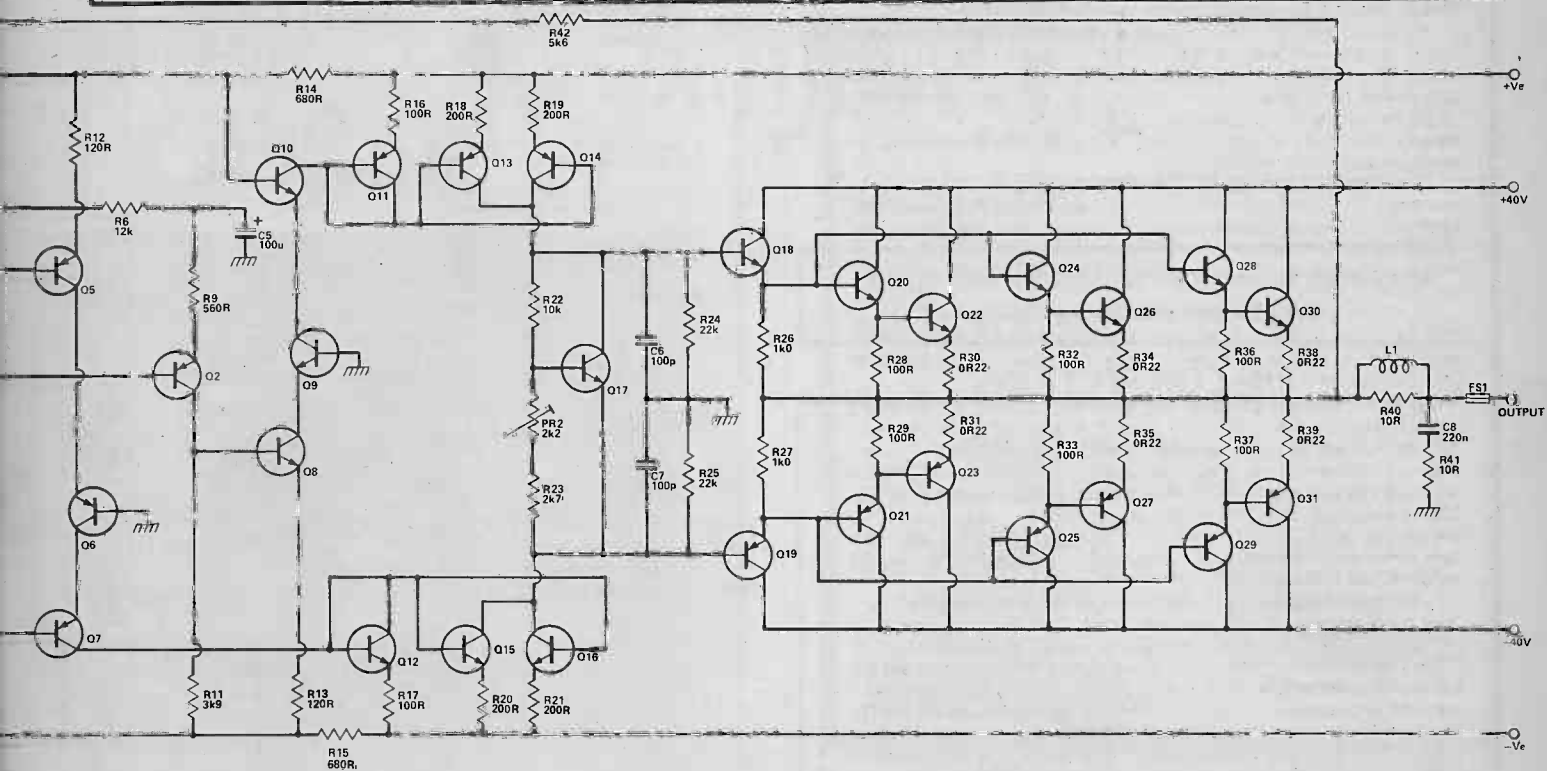 R42
5k6
R14
680R
+Ve
R16
100R
R18
200R
R19
200R
R12
120R
Q10
Q11
Q13
Q14
+40V
R6
12k
+
C5
100u
Q18
Q5
Q20
Q24
Q28
R9
560R
R22
10k
C6
100p
R24
22k
Q22
Q26
Q30
R26
1k0
R28
100R
R30
0R22
R32
100R
R34
0R22
R36
100R
R38
0R22
L1
Q2
Q9
Q17
FS1
OUTPUT
R40
10R
C8
220n
PR2
2k2
R29
100R
R31
0R22
R33
100R
R35
0R22
R37
100R
R39
0R22
R27
1k0
Q8
C7
100p
R25
22k
R41
10R
R23
2k7
Q23
Q27
Q31
Q6
Q21
Q25
Q29
Q19
Q7
Q12
Q15
Q16
-40V
R11
3k9
R13
120R
R17
100R
R20
200R
R21
200R
-Ve
R15
680R